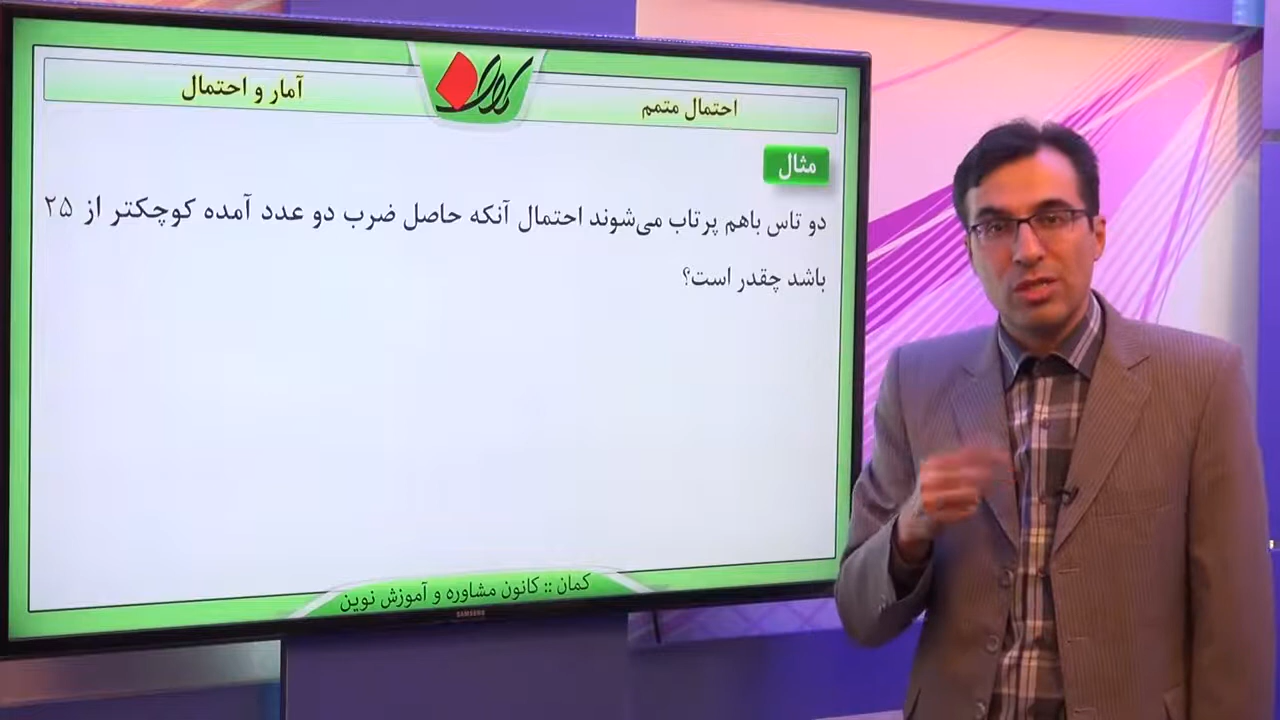 احتمال متمم
آمار و احتمال
مثال
دو تاس باهم پرتاب می‌شوند احتمال آنکه حاصل ضرب دو عدد آمده کوچکتر از ۲۵
باشد چقدر است؟
کمان :: کانون مشاوره و آموزش نوین
SAMSUNG